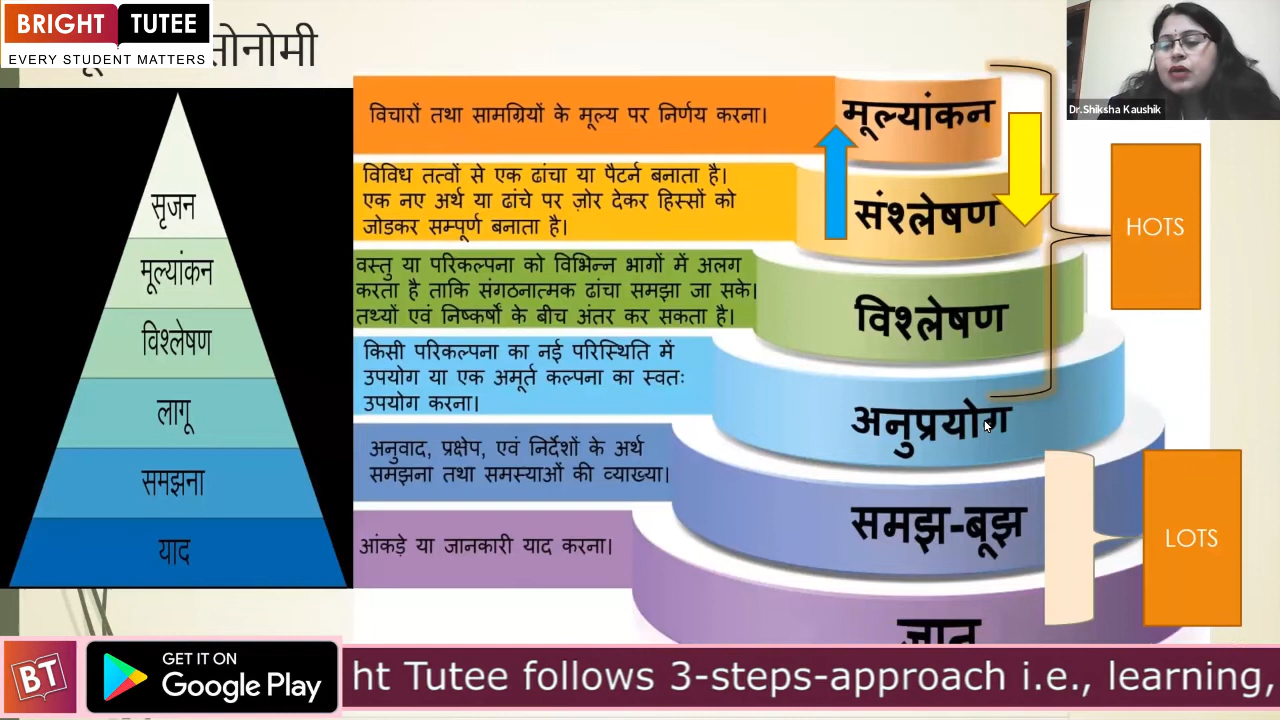 BRIGHT TUTEE
EVERY STUDENT MATTERS
सोनोमी
Dr.Shiksha Kaushik
सृजन
मूल्यांकन
विश्लेषण
लागू
समझना
याद
विचारों तथा सामग्रियों के मूल्य पर निर्णय करना।
मूल्यांकन
विविध तत्वों से एक ढांचा या पैटर्न बनाता है।
एक नए अर्थ या ढांचे पर ज़ोर देकर हिस्सों को
जोडकर सम्पूर्ण बनाता है।
संश्लेषण
वस्तु या परिकल्पना को विभिन्न भागों में अलग
करता है ताकि संगठनात्मक ढांचा समझा जा सके।
तथ्यों एवं निष्कर्षों के बीच अंतर कर सकता है।
विश्लेषण
किसी परिकल्पना का नई परिस्थिति में
उपयोग या एक अमूर्त कल्पना का स्वतः
उपयोग करना।
अनुप्रयोग
अनुवाद, प्रक्षेप, एवं निर्देशों के अर्थ
समझना तथा समस्याओं की व्याख्या।
समझ-बूझ
आंकड़े या जानकारी याद करना।
ज्ञान
HOTS
LOTS
BT
GET IT ON
Google Play
ht Tutee follows 3-steps-approach i.e., learning,